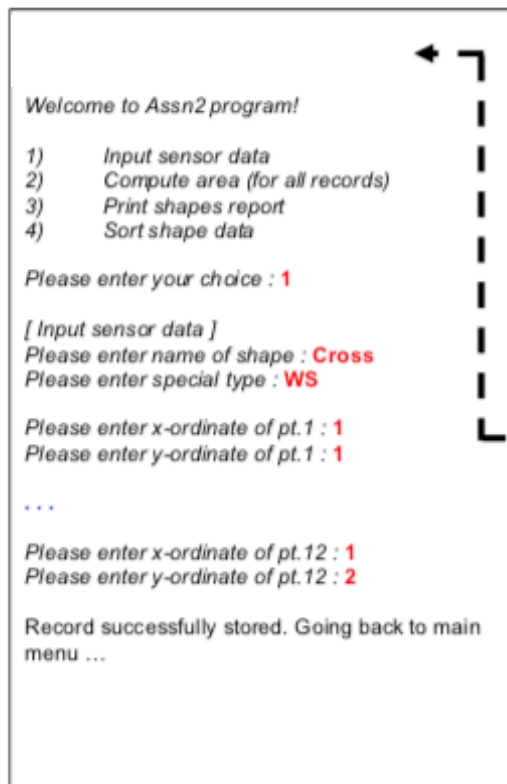 Welcome to Assn2 program!
1) Input sensor data
2) Compute area (for all records)
3) Print shapes report
4) Sort shape data
Please enter your choice : 1
[ Input sensor data ]
Please enter name of shape : Cross
Please enter special type : WS
Please enter x-ordinate of pt.1 : 1
Please enter y-ordinate of pt.1 : 1
. . .
Please enter x-ordinate of pt.12 : 1
Please enter y-ordinate of pt.12 : 2
Record successfully stored. Going back to main
menu ...